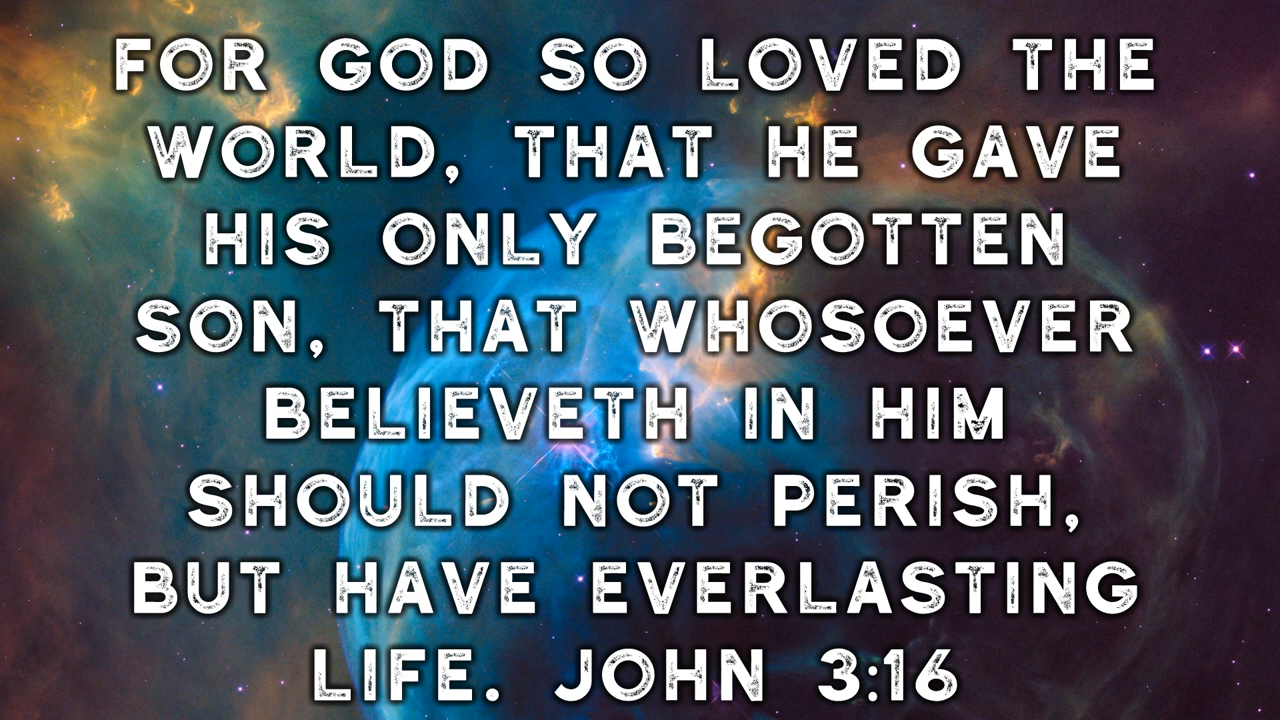 FOR GOD SO LOVED THE
WORLD, THAT HE GAVE
HIS ONLY BEGOTTEN
SON, THAT WHOSOEVER
BELIEVETH IN HIM
SHOULD NOT PERISH,
BUT HAVE EVERLASTING
LIFE. JOHN 3:16